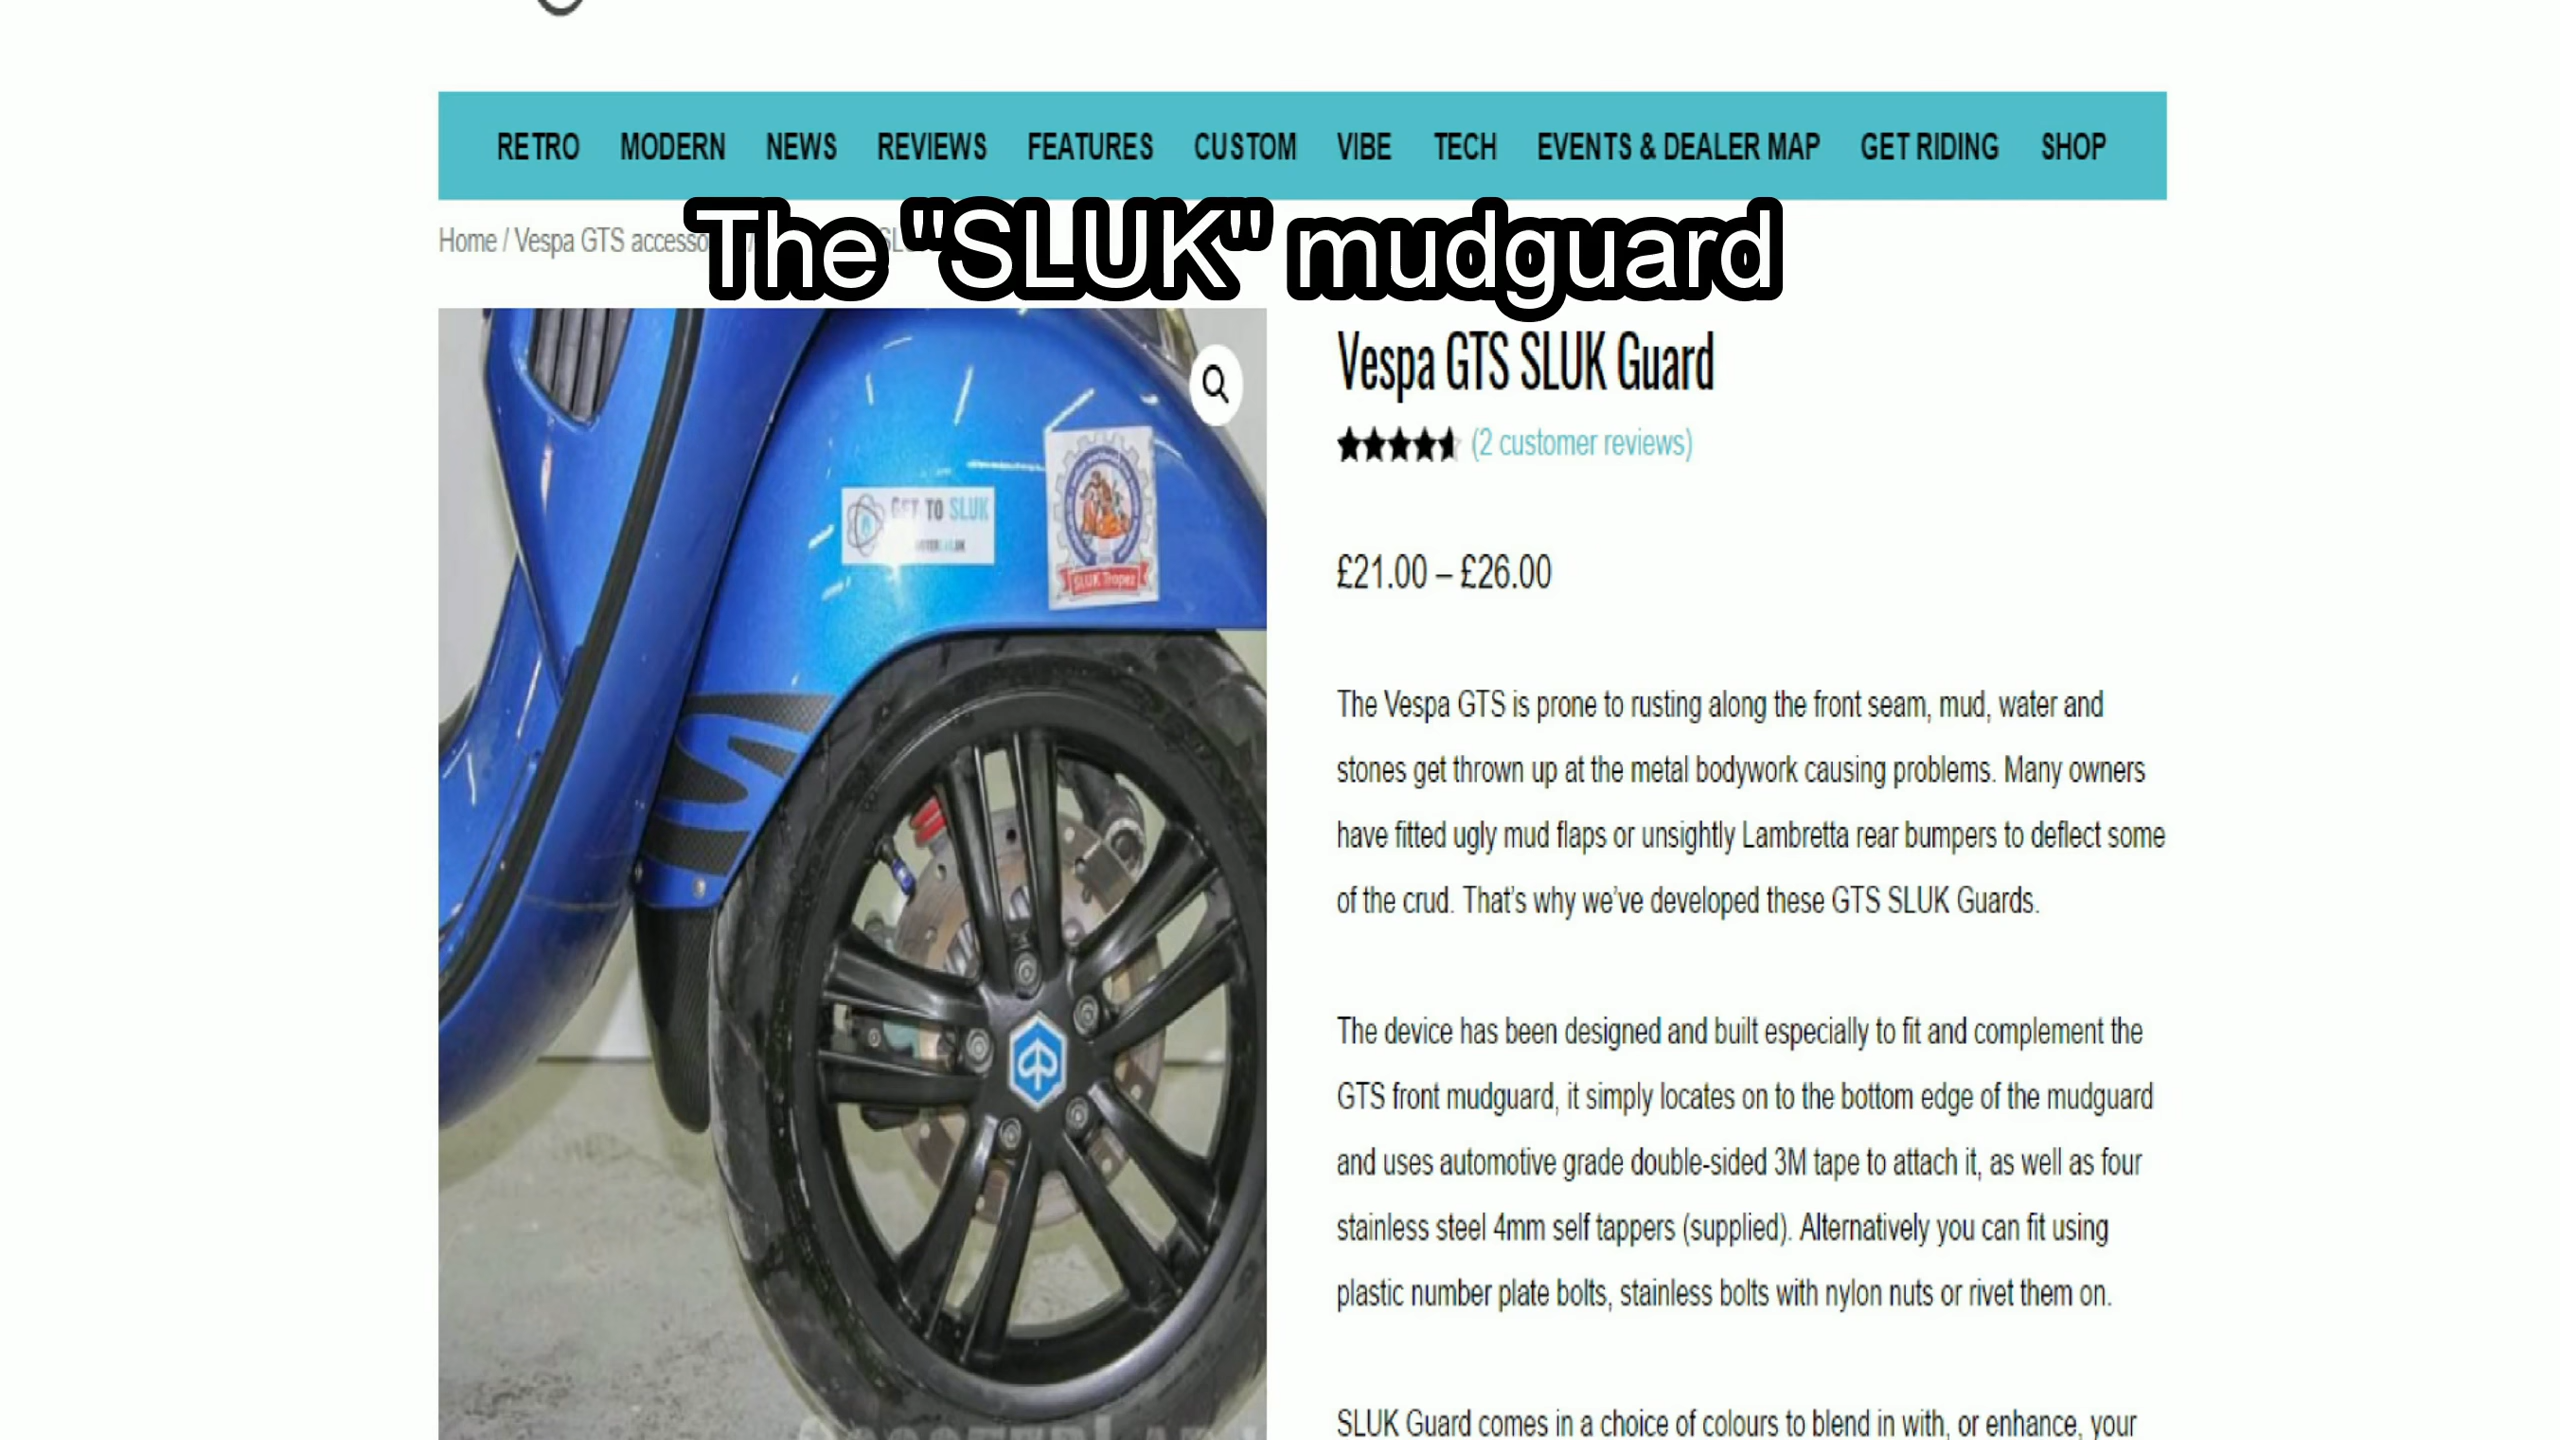 RETRO MODERN NEWS REVIEWS FEATURES CUSTOM VIBE TECH EVENTS & DEALER MAP GET RIDING SHOP
Home / Vespa GTS
The "SLUK" mudguard
Vespa GTS SLUK Guard
(2 customer reviews)
GET TO SLUK
SLUK Tropez
£21.00 – £26.00
The Vespa GTS is prone to rusting along the front seam, mud, water and
stones get thrown up at the metal bodywork causing problems. Many owners
have fitted ugly mud flaps or unsightly Lambretta rear bumpers to deflect some
of the crud. That's why we've developed these GTS SLUK Guards.
The device has been designed and built especially to fit and complement the
GTS front mudguard, it simply locates on to the bottom edge of the mudguard
and uses automotive grade double-sided 3M tape to attach it, as well as four
stainless steel 4mm self tappers (supplied). Alternatively you can fit using
plastic number plate bolts, stainless bolts with nylon nuts or rivet them on.
SLUK Guard comes in a choice of colours to blend in with, or enhance, your